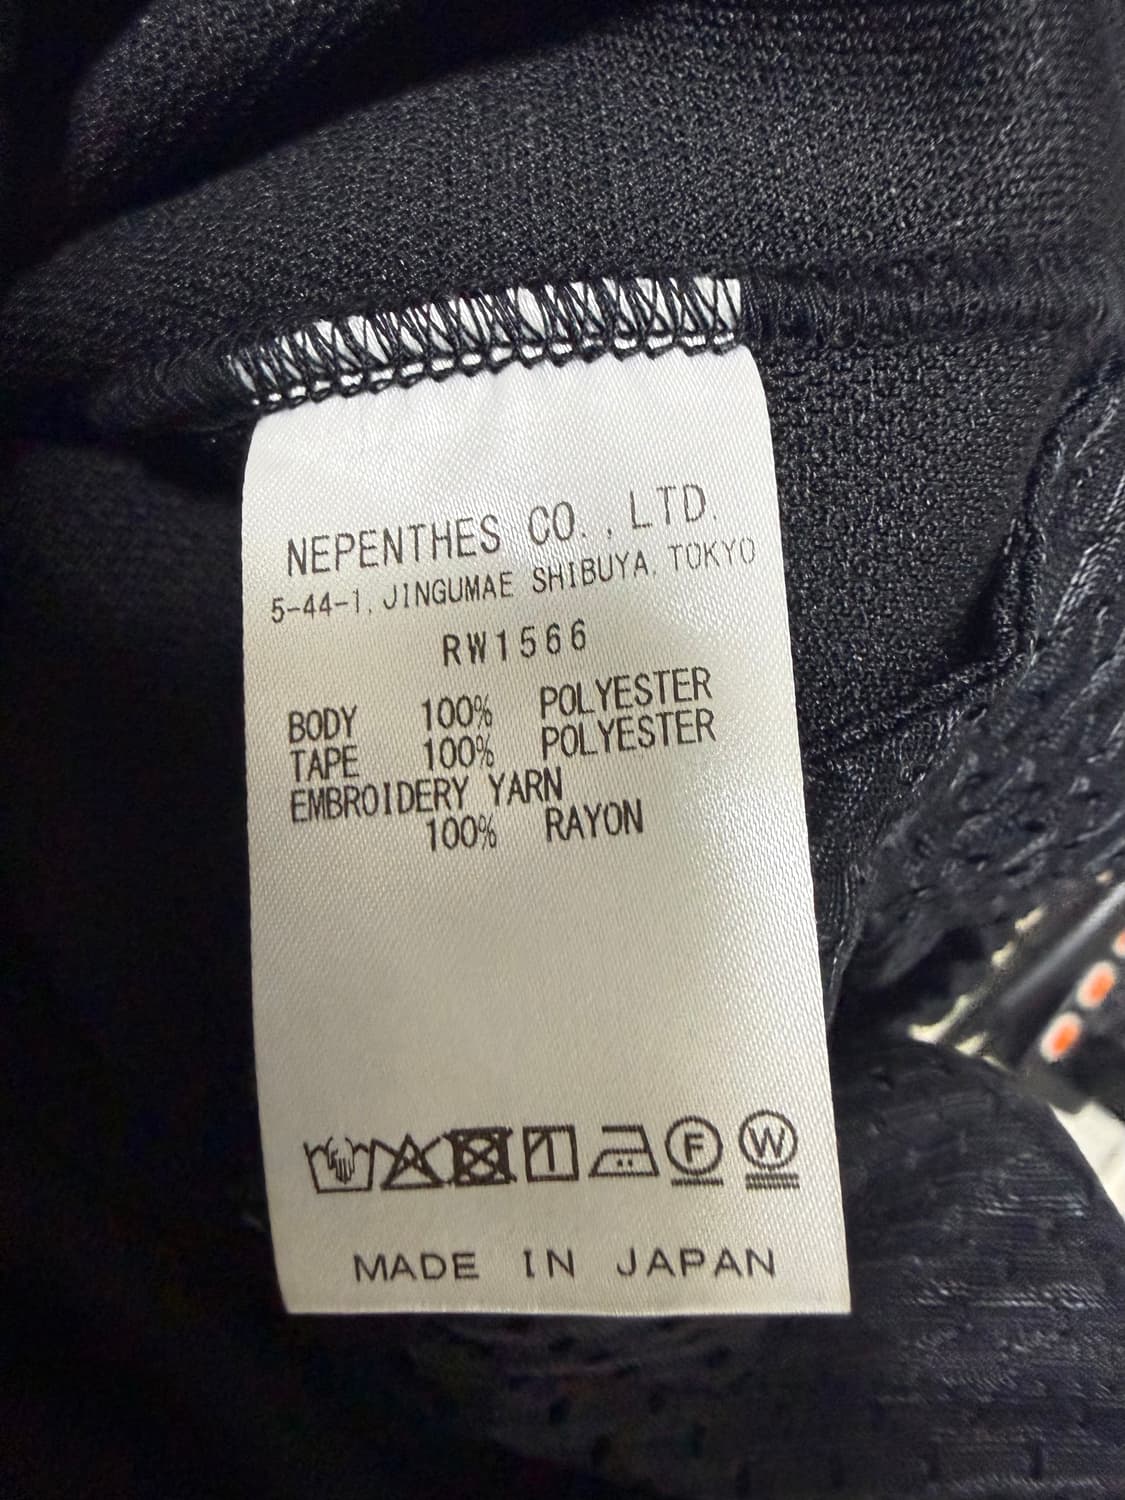 NEPENTHES CO., LTD.
5-44-1, JINGUMAE SHIBUYA, TOKYO
RW1566
BODY 100% POLYESTER
TAPE 100% POLYESTER
EMBROIDERY YARN
100% RAYON
F W
MADE IN JAPAN